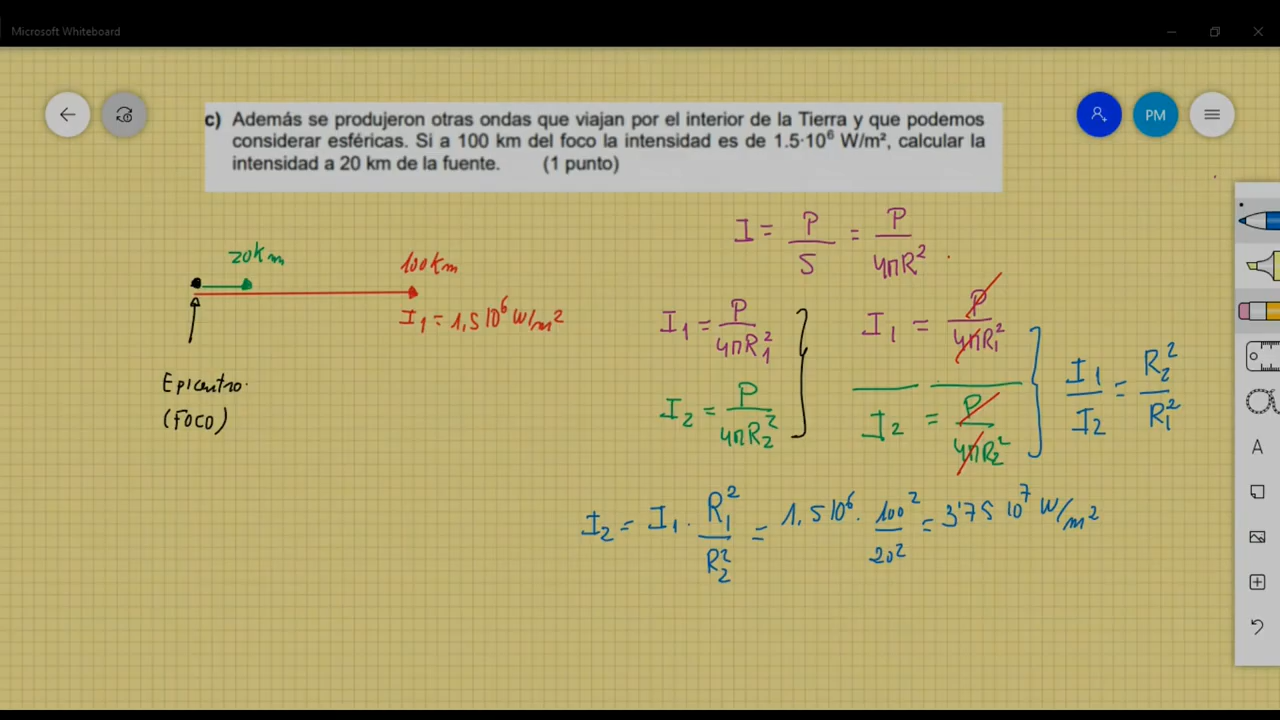 Microsoft Whiteboard
PM
c) Además se produjeron otras ondas que viajan por el interior de la Tierra y que podemos
considerar esféricas. Si a 100 km del foco la intensidad es de 1.5·10⁶ W/m², calcular la
intensidad a 20 km de la fuente. (1 punto)
I = P/S = P/4πR²
20Km
100Km
I₁ = 1,5 10⁶ W/m²
Epicentro.
(FOCO)
I₁ = P/4πR₁²
I₂ = P/4πR₂²
I₁ = P/4πR₁²
I₂ = P/4πR₂²
I₁/I₂ = R₂²/R₁²
I₂ = I₁ · R₁²/R₂² = 1,5 10⁶ · 100²/20² = 3'75 10⁷ W/m²
A